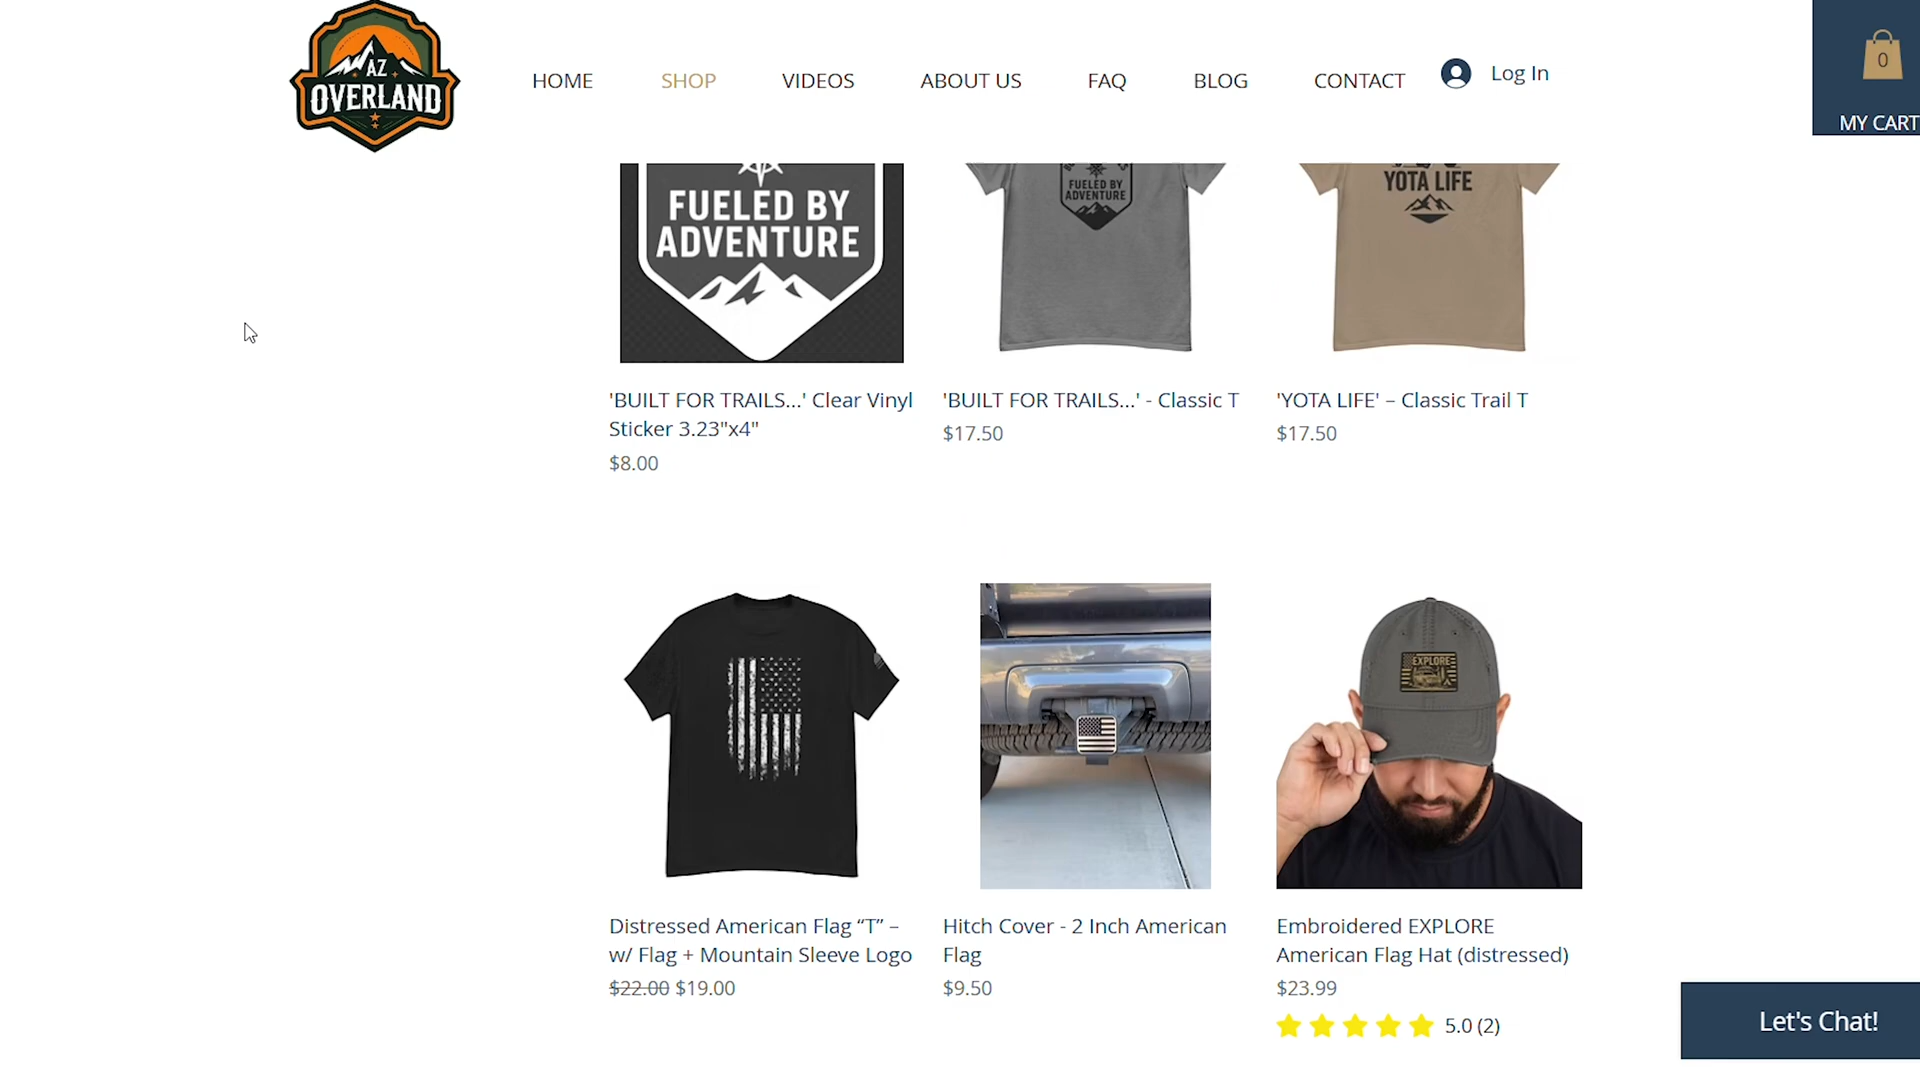 AZ
OVERLAND
HOME
SHOP
VIDEOS
ABOUT US
FAQ
BLOG
CONTACT
Log In
0
MY CART
FUELED BY
ADVENTURE
FUELED BY
ADVENTURE
YOTA LIFE
'BUILT FOR TRAILS...' Clear Vinyl
Sticker 3.23"x4"
$8.00
'BUILT FOR TRAILS...' - Classic T
$17.50
'YOTA LIFE' – Classic Trail T
$17.50
EXPLORE
Distressed American Flag “T” –
w/ Flag + Mountain Sleeve Logo
$22.00 $19.00
Hitch Cover - 2 Inch American
Flag
$9.50
Embroidered EXPLORE
American Flag Hat (distressed)
$23.99
5.0 (2)
Let's Chat!